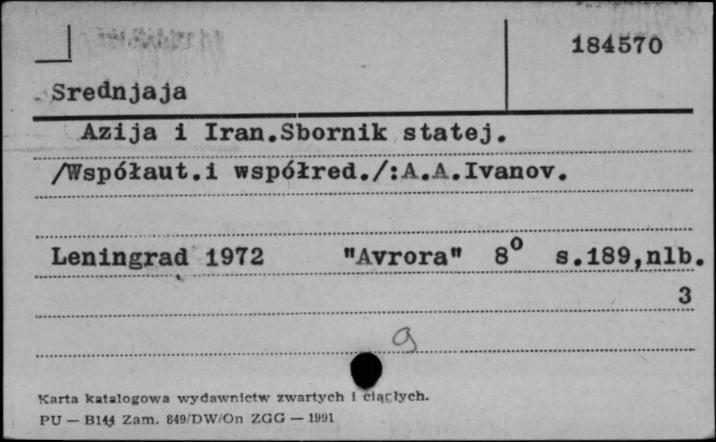 184570
Srednjaja
Azija i Iran.Sbornik statej.
/Współaut.i współred./:A.A.Ivanov.
Leningrad 1972 "Avrora" 8⁰ s.189,nlb.
3
g
Karta katalogowa wydawnictw zwartych i ciągłych.
PU — B144 Zam. 849/DW/On ZGG — 1991